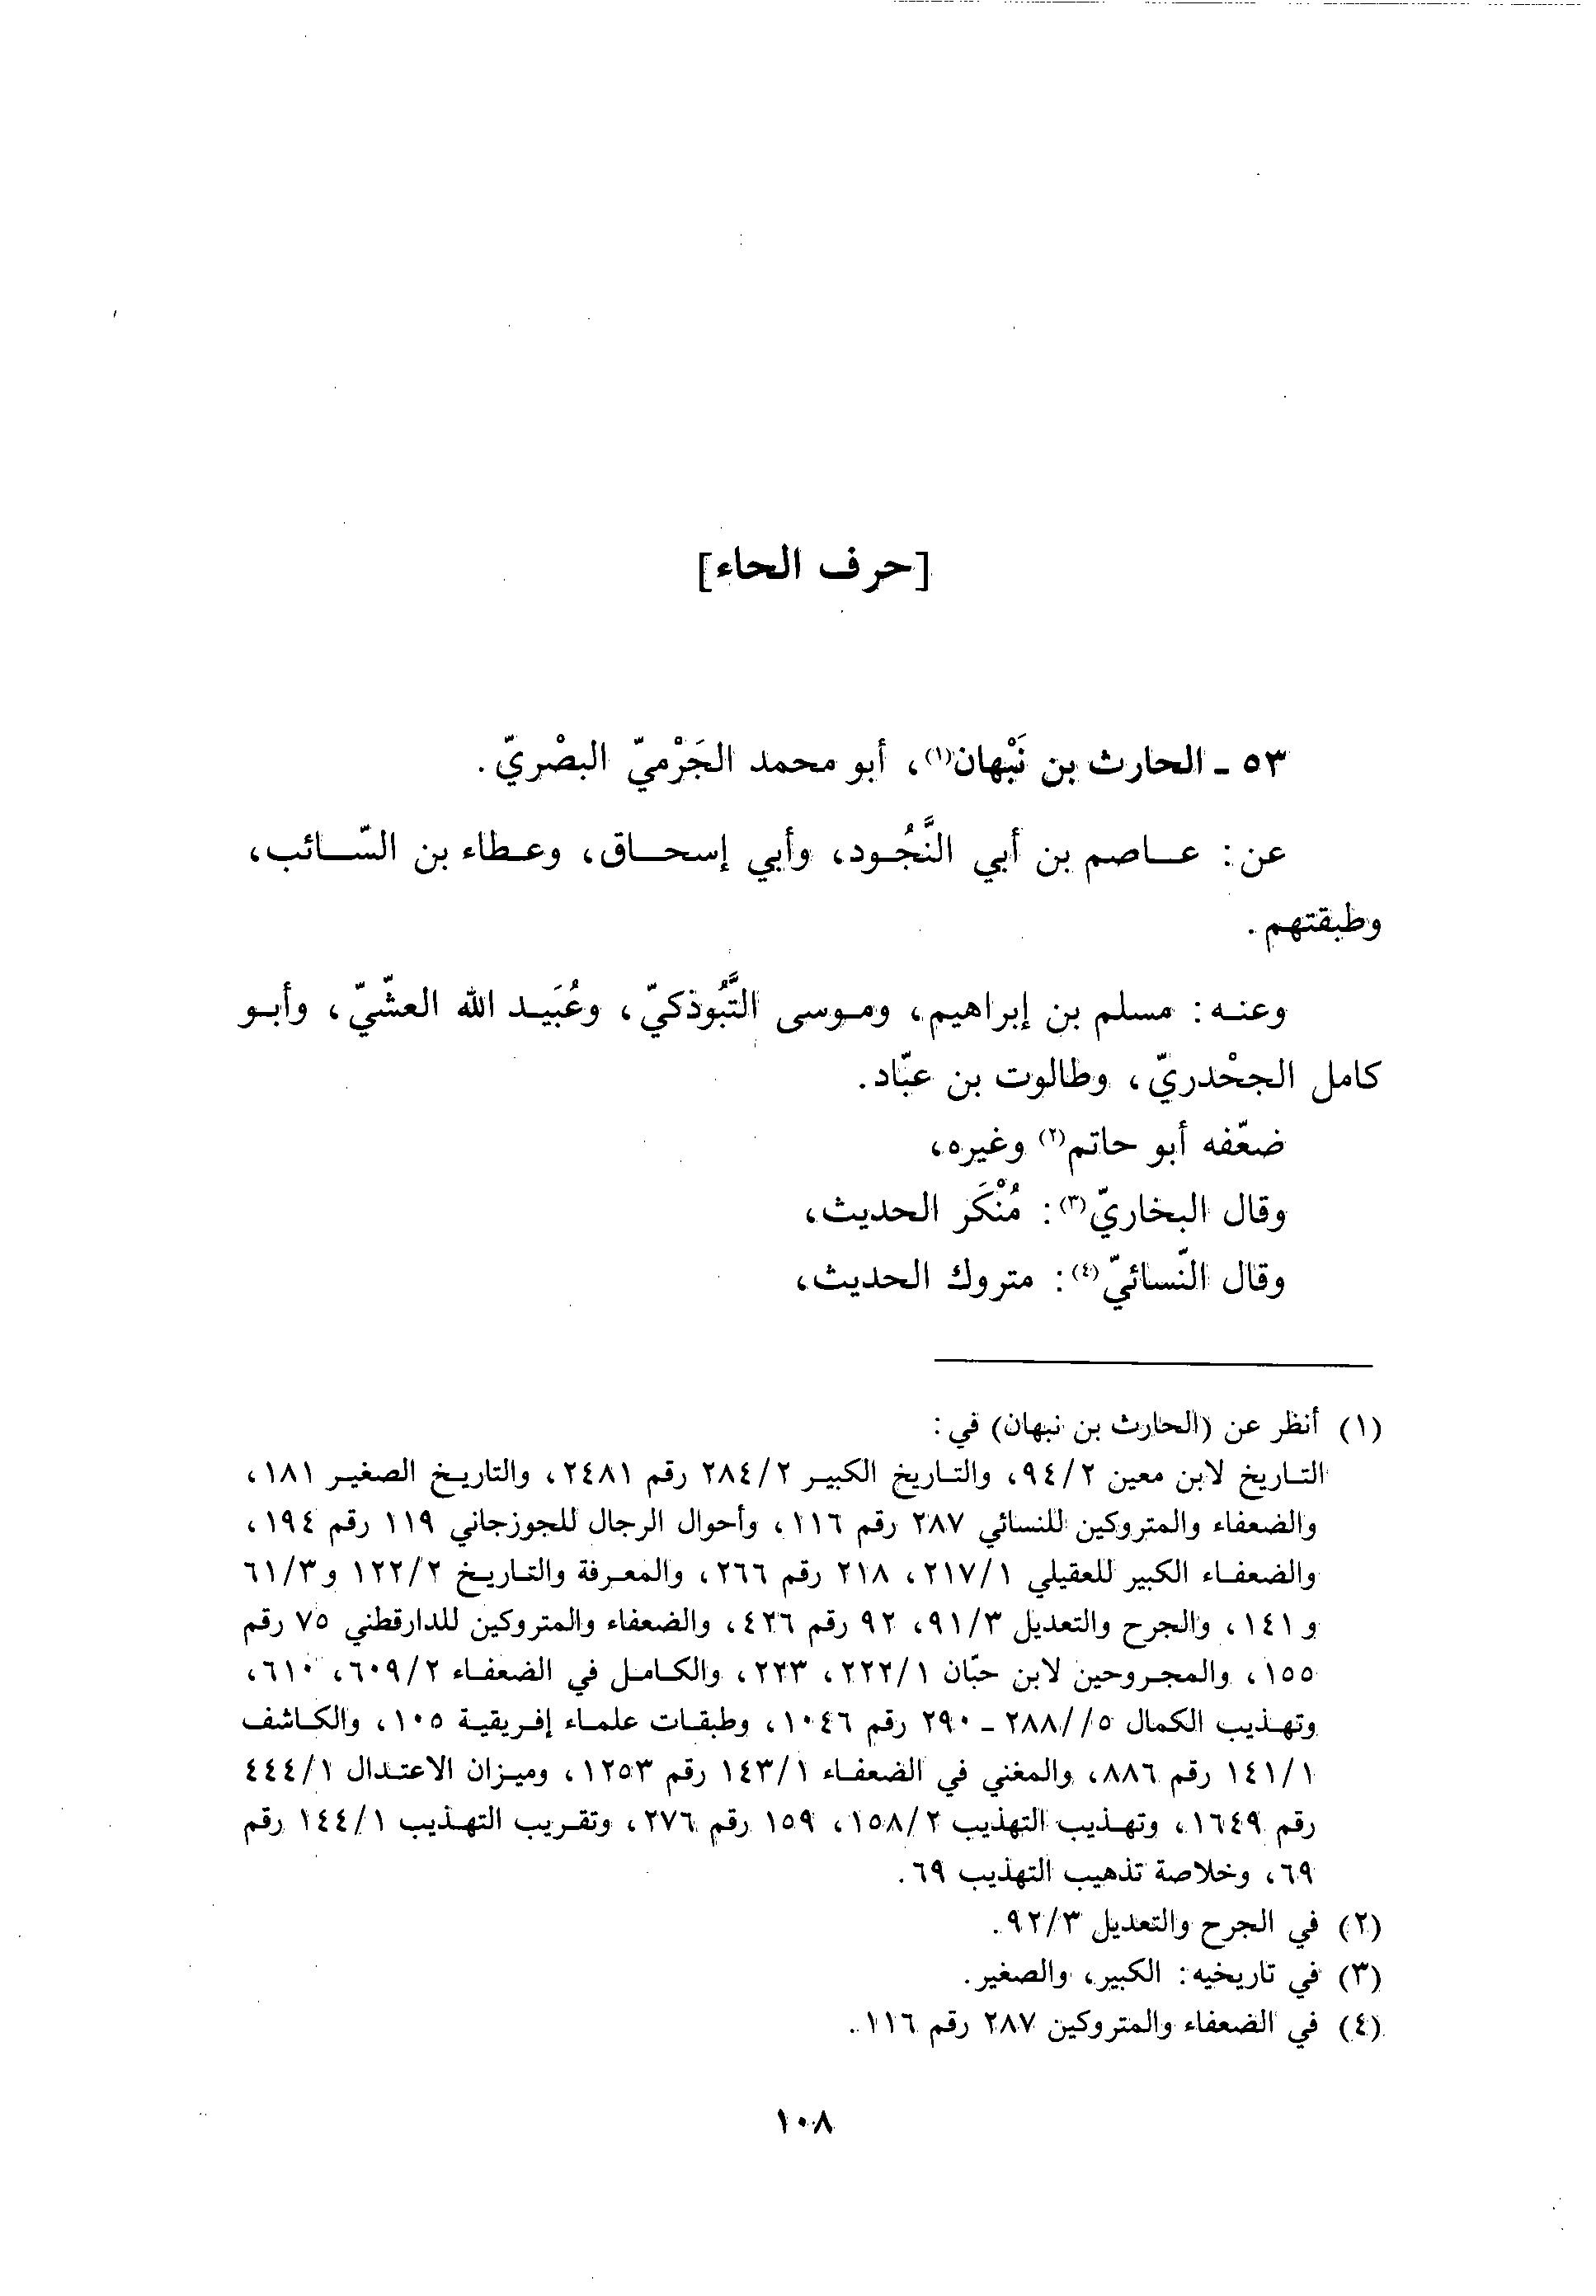 [حرف الحاء]
٥٣ - الحارث بن نَبْهان(١)، أبو محمد الجَرْميّ البصْريّ.
عن: عاصم بن أبي النَّجُود، وأبي إسحاق، وعطاء بن السّائب،
وطبقتهم.
وعنه: مسلم بن إبراهيم، وموسى التَّبُوذكيّ، وعُبَيد الله العشّيّ، وأبو
كامل الجحْدريّ، وطالوت بن عبّاد.
ضعّفه أبو حاتم(٢) وغيره،
وقال البخاريّ(٣): مُنْكَر الحديث،
وقال النّسائيّ(٤): متروك الحديث،
(١) أنظر عن (الحارث بن نبهان) في:
التاريخ لابن معين ٩٤/٢، والتاريخ الكبير ٢٨٤/٢ رقم ٢٤٨١، والتاريخ الصغير ١٨١،
والضعفاء والمتروكين للنسائي ٢٨٧ رقم ١١٦، وأحوال الرجال للجوزجاني ١١٩ رقم ١٩٤،
والضعفاء الكبير للعقيلي ٢١٧/١، ٢١٨ رقم ٢٦٦، والمعرفة والتاريخ ١٢٢/٢ و٦١/٣
و١٤١، والجرح والتعديل ٩١/٣، ٩٢ رقم ٤٢٦، والضعفاء والمتروكين للدارقطني ٧٥ رقم
١٥٥، والمجروحين لابن حبّان ٢٢٢/١، ٢٢٣، والكامل في الضعفاء ٦٠٩/٢، ٦١٠،
وتهذيب الكمال ٥//٢٨٨ - ٢٩٠ رقم ١٠٤٦، وطبقات علماء إفريقية ١٠٥، والكاشف
١٤١/١ رقم ٨٨٦، والمغني في الضعفاء ١٤٣/١ رقم ١٢٥٣، وميزان الاعتدال ٤٤٤/١
رقم ١٦٤٩، وتهذيب التهذيب ١٥٨/٢، ١٥٩ رقم ٢٧٦، وتقريب التهذيب ١٤٤/١ رقم
٦٩، وخلاصة تذهيب التهذيب ٦٩.
(٢) في الجرح والتعديل ٩٢/٣.
(٣) في تاريخيه: الكبير، والصغير.
(٤) في الضعفاء والمتروكين ٢٨٧ رقم ١١٦.
١٠٨